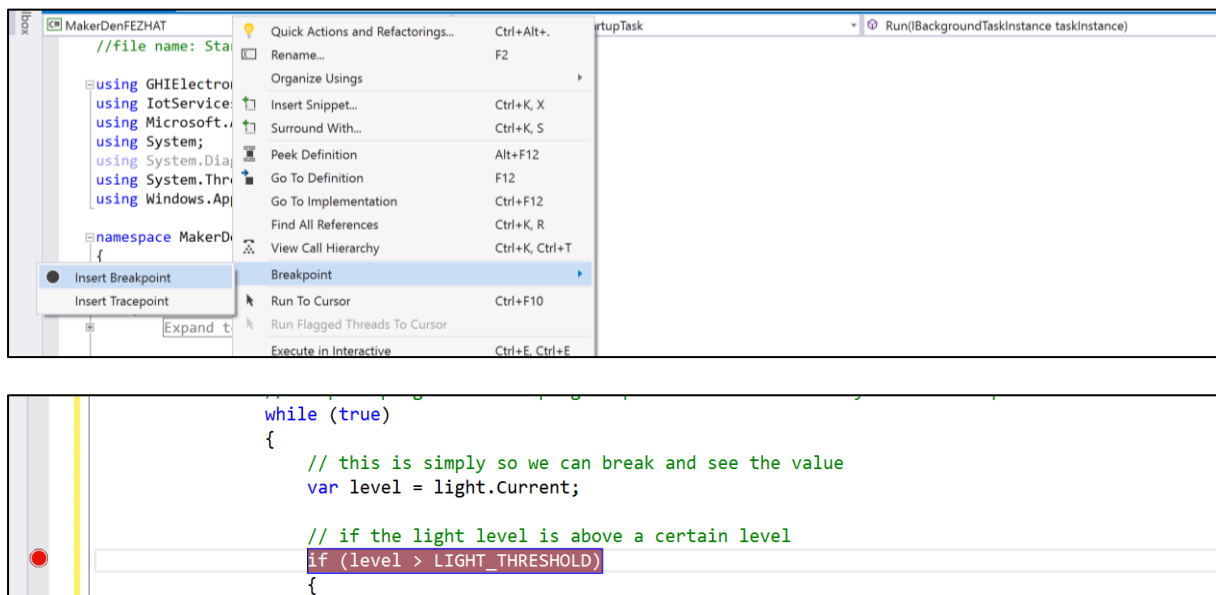 lbox
MakerDenFEZHAT
rtupTask
Run(IBackgroundTaskInstance taskInstance)
//file name: Sta
using GHIElectro
using IotService
using Microsoft.
using System;
using System.Dia
using System.Thr
using Windows.Ap
namespace MakerD
{
Expand t
Quick Actions and Refactorings... Ctrl+Alt+.
Rename... F2
Organize Usings
Insert Snippet... Ctrl+K, X
Surround With... Ctrl+K, S
Peek Definition Alt+F12
Go To Definition F12
Go To Implementation Ctrl+F12
Find All References Ctrl+K, R
View Call Hierarchy Ctrl+K, Ctrl+T
Breakpoint
Run To Cursor Ctrl+F10
Run Flagged Threads To Cursor
Execute in Interactive Ctrl+E, Ctrl+E
Insert Breakpoint
Insert Tracepoint
while (true)
{
// this is simply so we can break and see the value
var level = light.Current;
// if the light level is above a certain level
if (level > LIGHT_THRESHOLD)
{